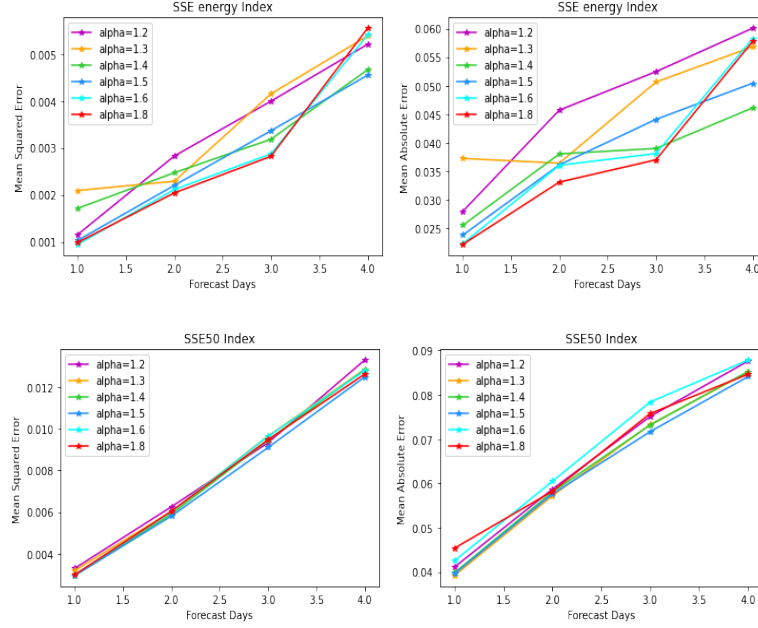 SSE energy Index
Mean Squared Error
0.005
0.004
0.003
0.002
0.001
alpha=1.2
alpha=1.3
alpha=1.4
alpha=1.5
alpha=1.6
alpha=1.8
1.0 1.5 2.0 2.5 3.0 3.5 4.0
Forecast Days
SSE energy Index
Mean Absolute Error
0.060
0.055
0.050
0.045
0.040
0.035
0.030
0.025
alpha=1.2
alpha=1.3
alpha=1.4
alpha=1.5
alpha=1.6
alpha=1.8
1.0 1.5 2.0 2.5 3.0 3.5 4.0
Forecast Days
SSE50 Index
Mean Squared Error
0.012
0.010
0.008
0.006
0.004
alpha=1.2
alpha=1.3
alpha=1.4
alpha=1.5
alpha=1.6
alpha=1.8
1.0 1.5 2.0 2.5 3.0 3.5 4.0
Forecast Days
SSE50 Index
Mean Absolute Error
0.09
0.08
0.07
0.06
0.05
0.04
alpha=1.2
alpha=1.3
alpha=1.4
alpha=1.5
alpha=1.6
alpha=1.8
1.0 1.5 2.0 2.5 3.0 3.5 4.0
Forecast Days